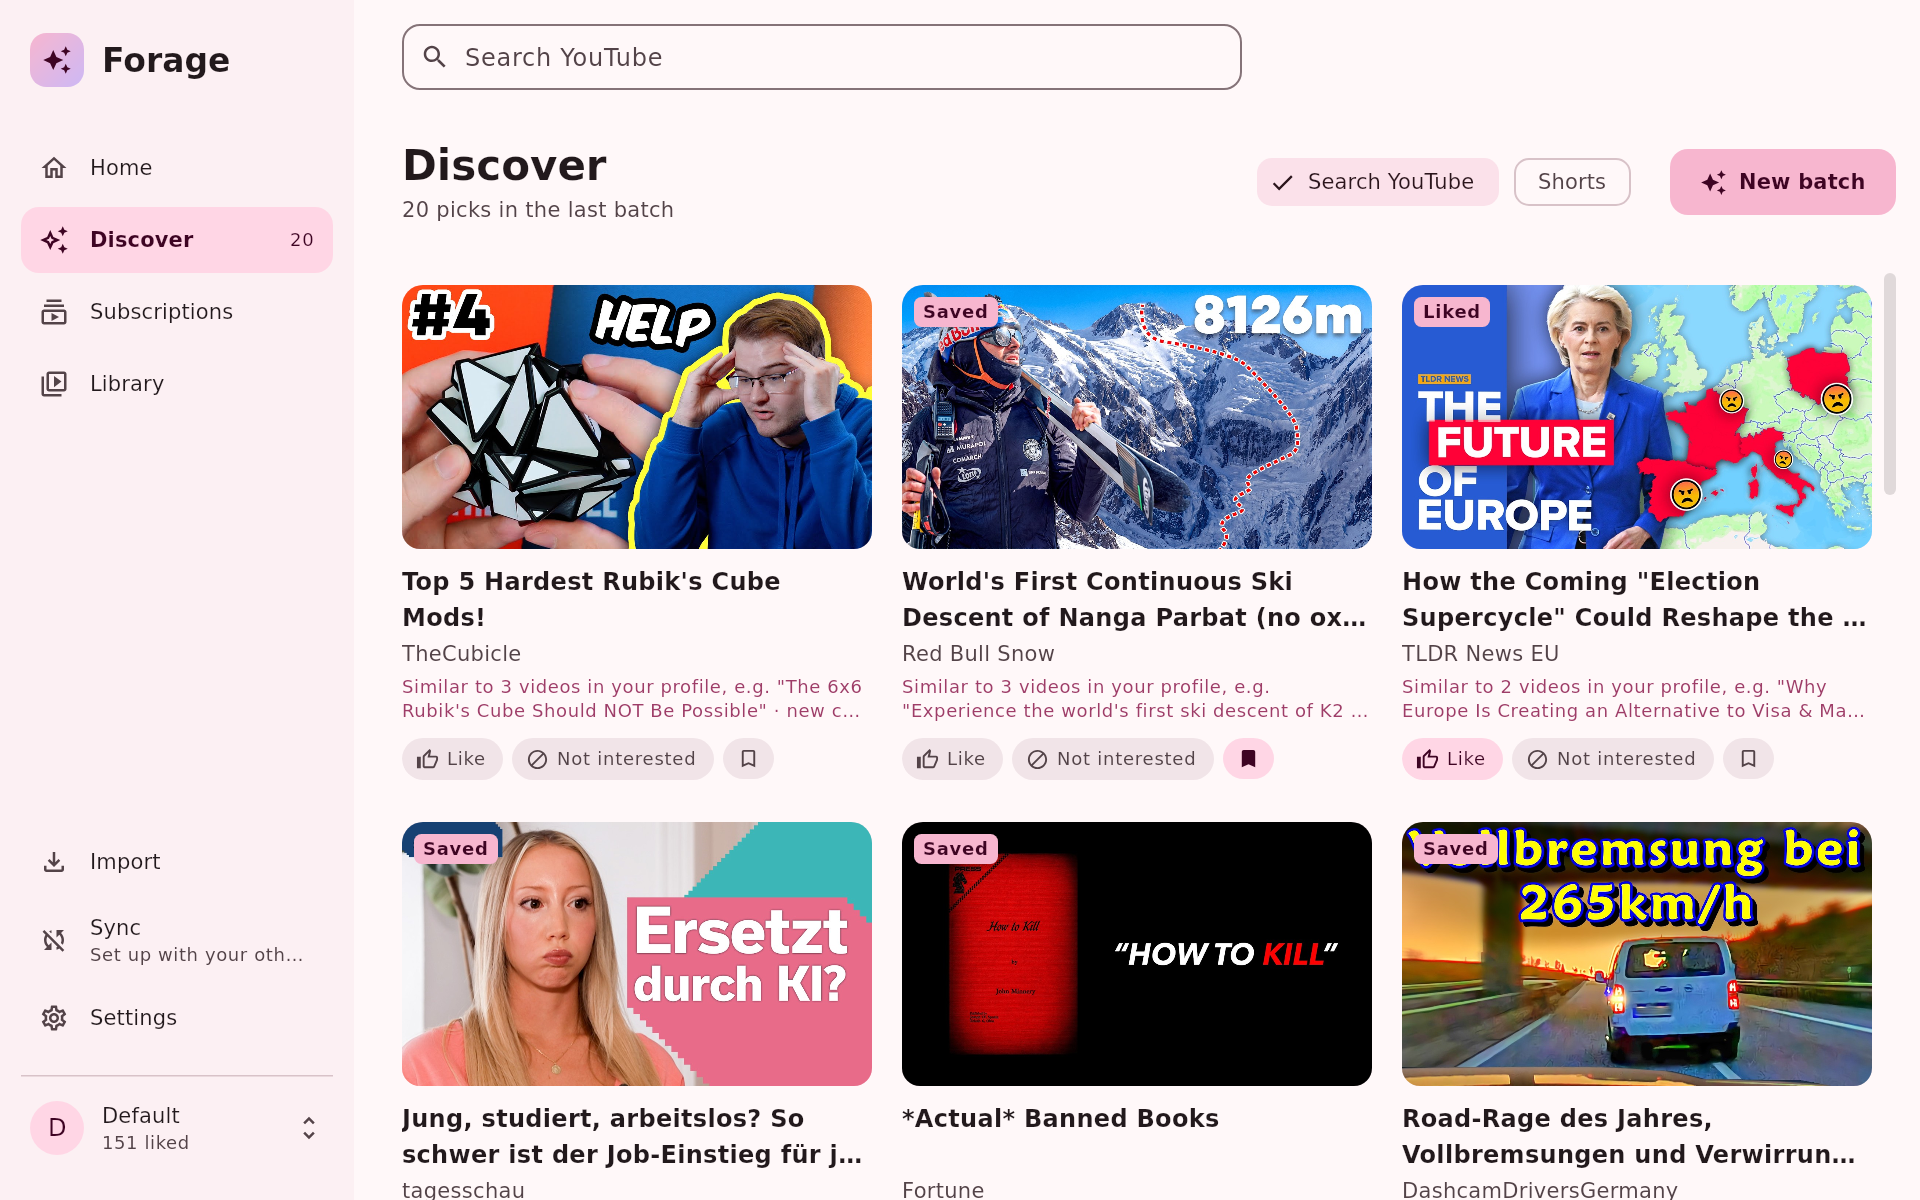 Forage
Home
Discover 20
Subscriptions
Library
Import
Sync
Set up with your oth...
Settings
D
Default
151 liked
Search YouTube
Discover
20 picks in the last batch
Search YouTube
Shorts
New batch
#4
HELP
Top 5 Hardest Rubik's Cube
Mods!
TheCubicle
Similar to 3 videos in your profile, e.g. "The 6x6
Rubik's Cube Should NOT Be Possible" · new c...
Like
Not interested
Saved
8126m
World's First Continuous Ski
Descent of Nanga Parbat (no ox...
Red Bull Snow
Similar to 3 videos in your profile, e.g.
"Experience the world's first ski descent of K2 ...
Like
Not interested
Liked
TLDR NEWS
THE
FUTURE
OF
EUROPE
How the Coming "Election
Supercycle" Could Reshape the ...
TLDR News EU
Similar to 2 videos in your profile, e.g. "Why
Europe Is Creating an Alternative to Visa & Ma...
Like
Not interested
Saved
Ersetzt
durch KI?
Jung, studiert, arbeitslos? So
schwer ist der Job-Einstieg für j...
tagesschau
Saved
How to Kill
by
"HOW TO KILL"
*Actual* Banned Books
Fortune
Saved
Vollbremsung bei
265km/h
Road-Rage des Jahres,
Vollbremsungen und Verwirrun...
DashcamDriversGermany